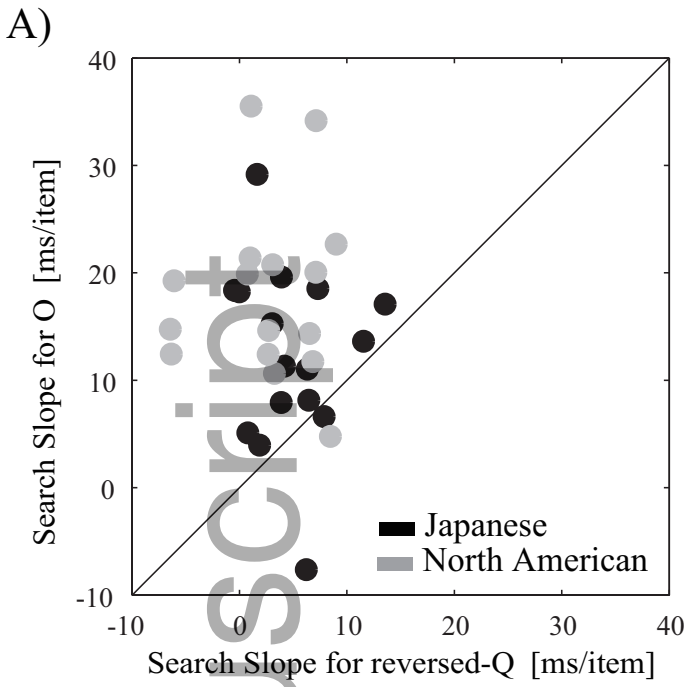 A)
40
30
20
10
0
-10
Search Slope for O [ms/item]
Japanese
North American
-10 0 10 20 30 40
Search Slope for reversed-Q [ms/item]
uscript